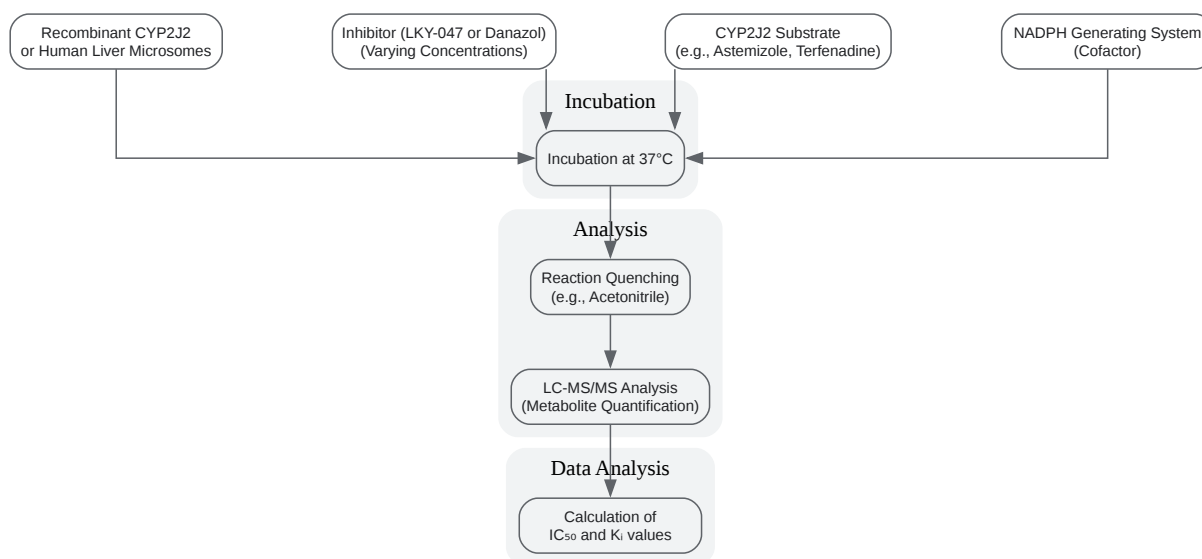 Recombinant CYP2J2
or Human Liver Microsomes
Inhibitor (LKY-047 or Danazol)
(Varying Concentrations)
CYP2J2 Substrate
(e.g., Astemizole, Terfenadine)
NADPH Generating System
(Cofactor)
Incubation
Incubation at 37°C
Analysis
Reaction Quenching
(e.g., Acetonitrile)
LC-MS/MS Analysis
(Metabolite Quantification)
Data Analysis
Calculation of
IC₅₀ and Kᵢ values